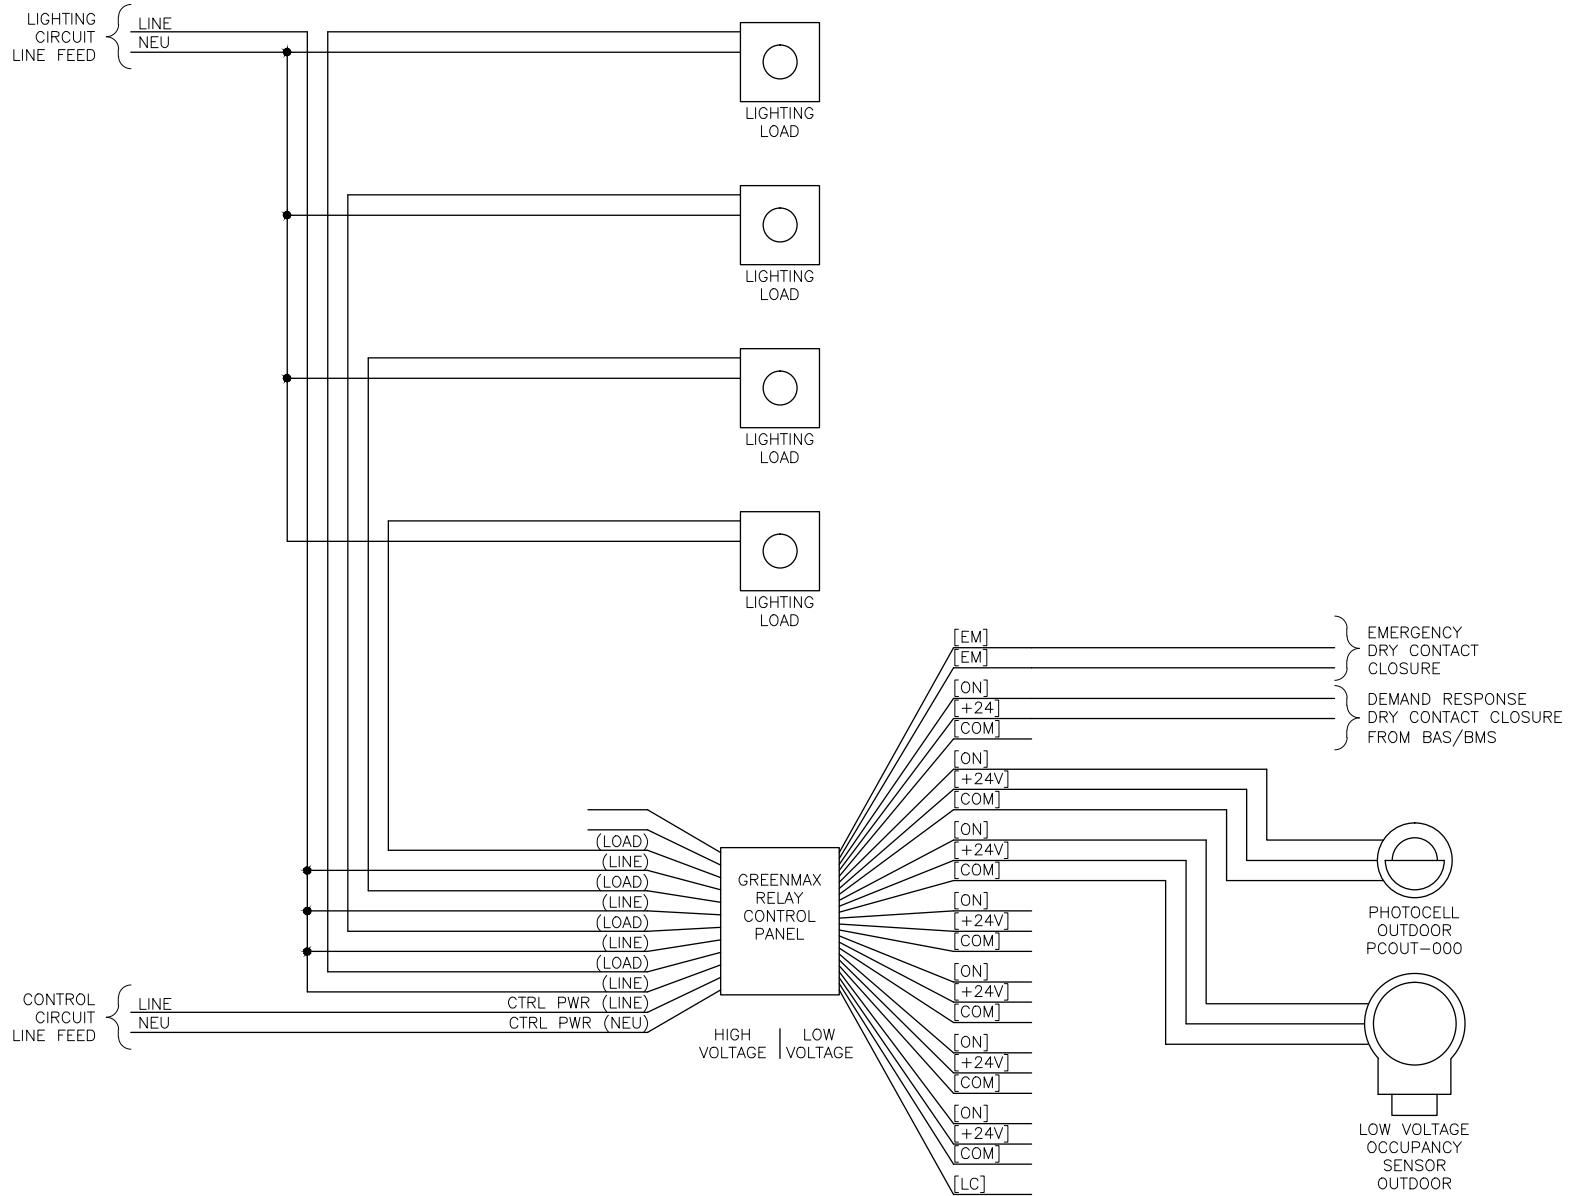 LIGHTING
CIRCUIT
LINE FEED
LINE
NEU
LIGHTING
LOAD
LIGHTING
LOAD
LIGHTING
LOAD
LIGHTING
LOAD
(LOAD)
(LINE)
(LOAD)
(LINE)
(LOAD)
(LINE)
(LOAD)
(LINE)
CTRL PWR (LINE)
CTRL PWR (NEU)
CONTROL
CIRCUIT
LINE FEED
LINE
NEU
GREENMAX
RELAY
CONTROL
PANEL
HIGH
VOLTAGE
LOW
VOLTAGE
[EM]
[EM]
[ON]
[+24]
[COM]
[ON]
[+24V]
[COM]
[ON]
[+24V]
[COM]
[ON]
[+24V]
[COM]
[ON]
[+24V]
[COM]
[ON]
[+24V]
[COM]
[ON]
[+24V]
[COM]
[LC]
EMERGENCY
DRY CONTACT
CLOSURE
DEMAND RESPONSE
DRY CONTACT CLOSURE
FROM BAS/BMS
PHOTOCELL
OUTDOOR
PCOUT-000
LOW VOLTAGE
OCCUPANCY
SENSOR
OUTDOOR